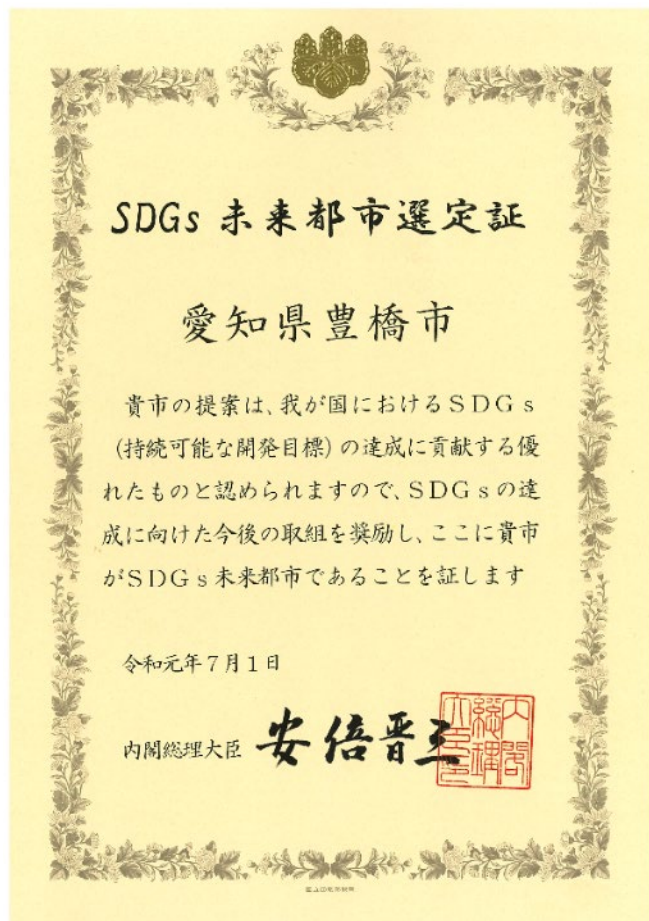 SDGs 未来都市選定証
愛知県豊橋市
貴市の提案は、我が国におけるSDGs
(持続可能な開発目標)の達成に貢献する優
れたものと認められますので、SDGsの達
成に向けた今後の取組を奨励し、ここに貴市
がSDGs未来都市であることを証します
令和元年7月1日
内閣総理大臣 安倍晋三
内閣総理大臣印